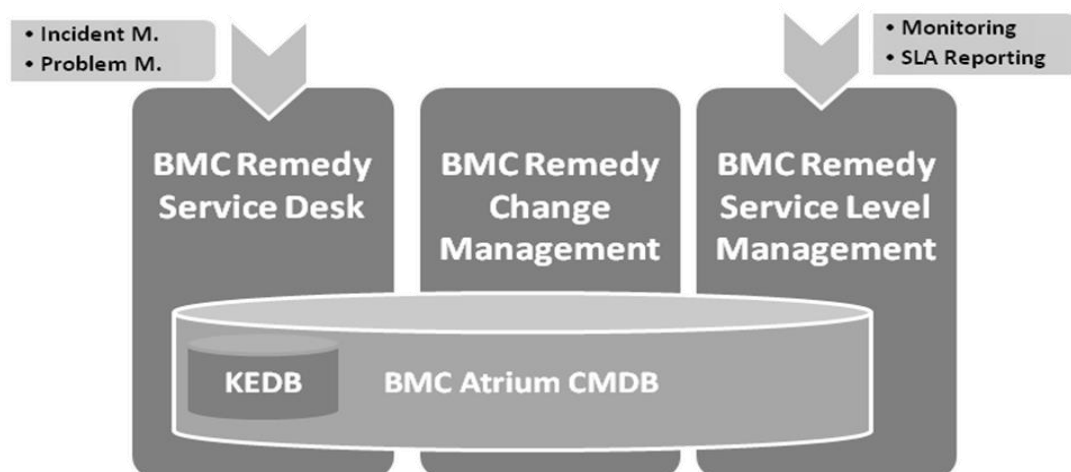 • Incident M.
• Problem M.
• Monitoring
• SLA Reporting
BMC Remedy
Service Desk
BMC Remedy
Change
Management
BMC Remedy
Service Level
Management
KEDB
BMC Atrium CMDB